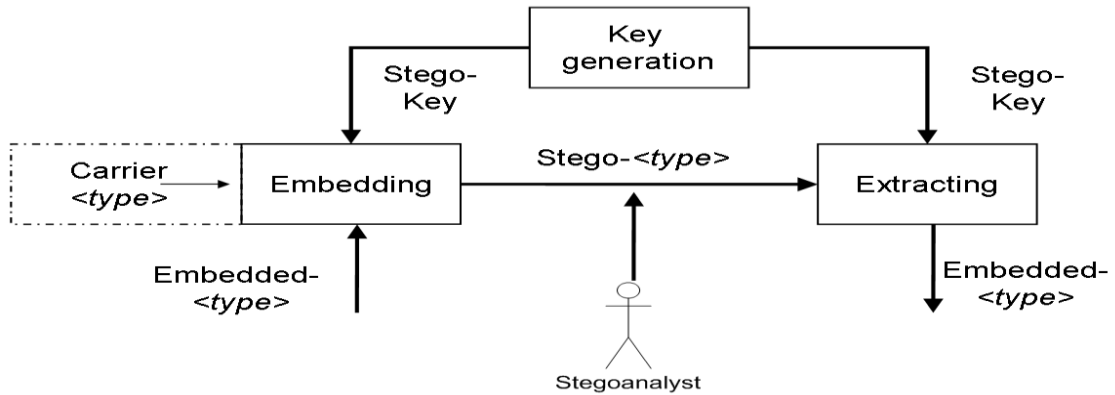 Key
generation
Stego-
Key
Stego-
Key
Carrier
<type>
Embedding
Stego-<type>
Extracting
Embedded-
<type>
Embedded-
<type>
Stegoanalyst